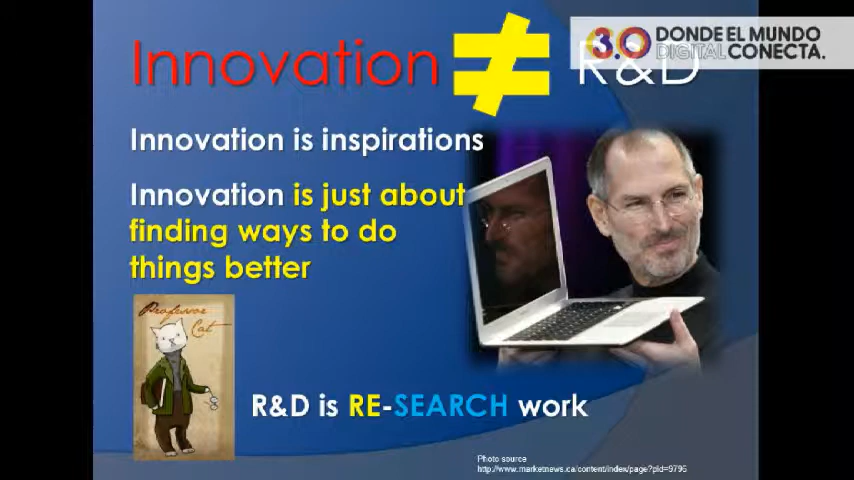 Innovation ≠ R&D
3.0 DONDE EL MUNDO
DIGITAL CONECTA.
Innovation is inspirations
Innovation is just about
finding ways to do
things better
Professor
Cat
R&D is RE-SEARCH work
Photo source
http://www.marketnews.ca/content/index/page?pid=9796